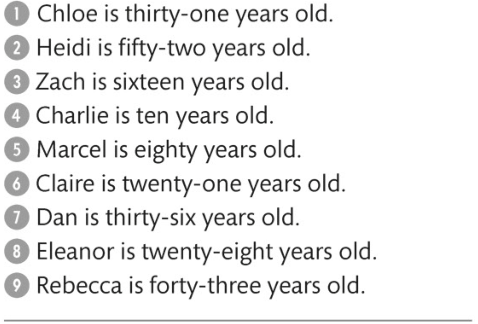 1 Chloe is thirty-one years old.
2 Heidi is fifty-two years old.
3 Zach is sixteen years old.
4 Charlie is ten years old.
5 Marcel is eighty years old.
6 Claire is twenty-one years old.
7 Dan is thirty-six years old.
8 Eleanor is twenty-eight years old.
9 Rebecca is forty-three years old.